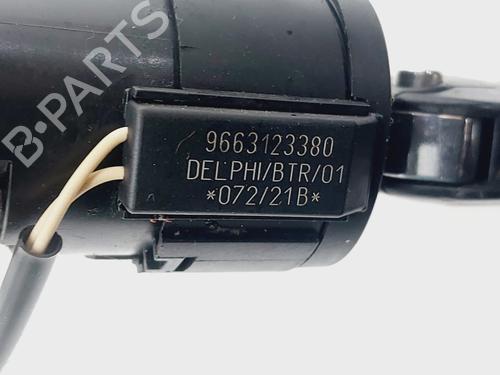 B-PARTS
9663123380
DELPHI/BTR/01
*072/21B*